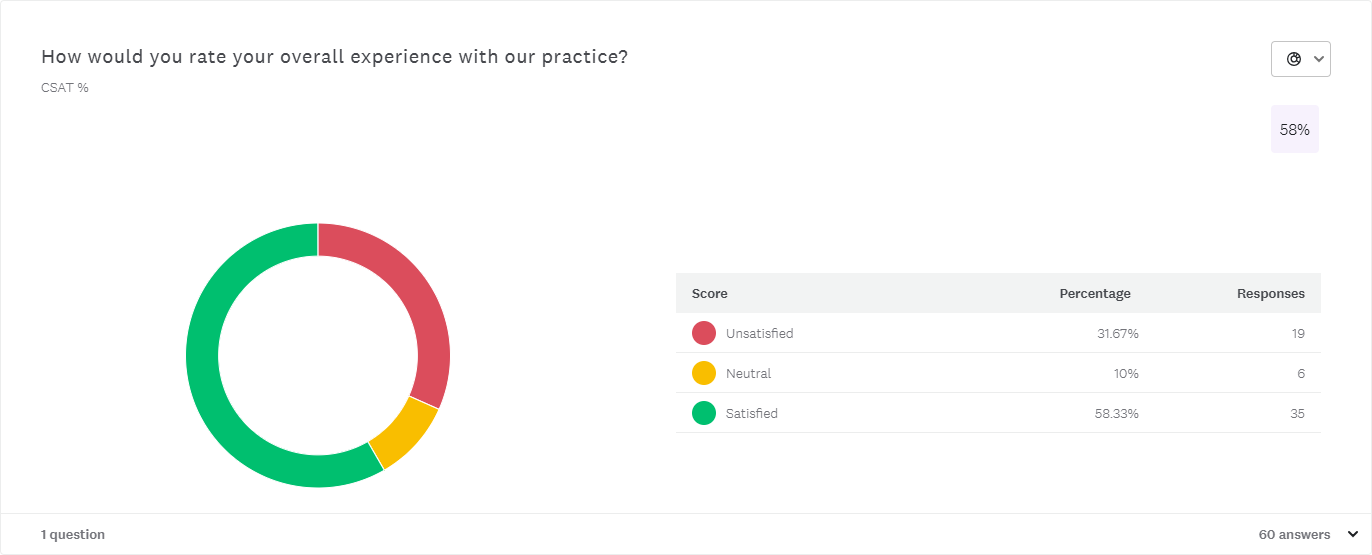 How would you rate your overall experience with our practice?
CSAT %
58%
Score Percentage Responses
Unsatisfied 31.67% 19
Neutral 10% 6
Satisfied 58.33% 35
1 question 60 answers